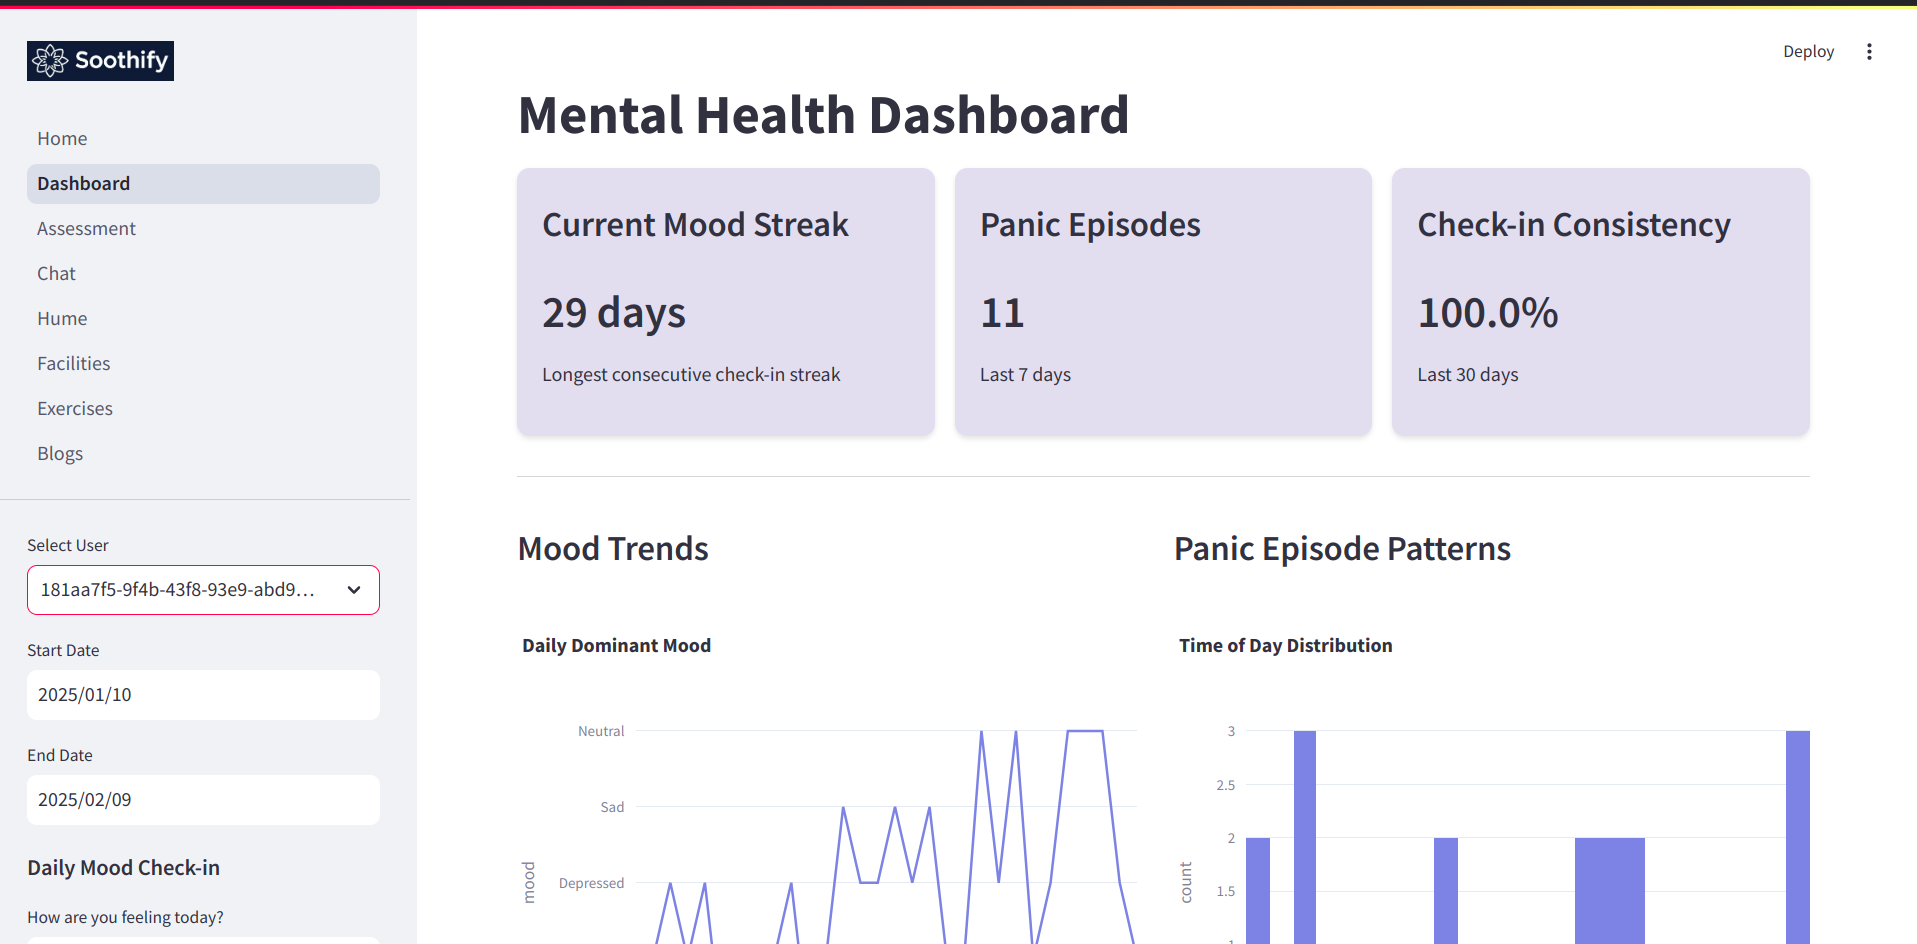 Soothify
Home
Dashboard
Assessment
Chat
Hume
Facilities
Exercises
Blogs
Select User
181aa7f5-9f4b-43f8-93e9-abd9...
Start Date
2025/01/10
End Date
2025/02/09
Daily Mood Check-in
How are you feeling today?
Deploy
Mental Health Dashboard
Current Mood Streak
29 days
Longest consecutive check-in streak
Panic Episodes
11
Last 7 days
Check-in Consistency
100.0%
Last 30 days
Mood Trends
Daily Dominant Mood
Neutral
Sad
Depressed
mood
Panic Episode Patterns
Time of Day Distribution
3
2.5
2
1.5
count